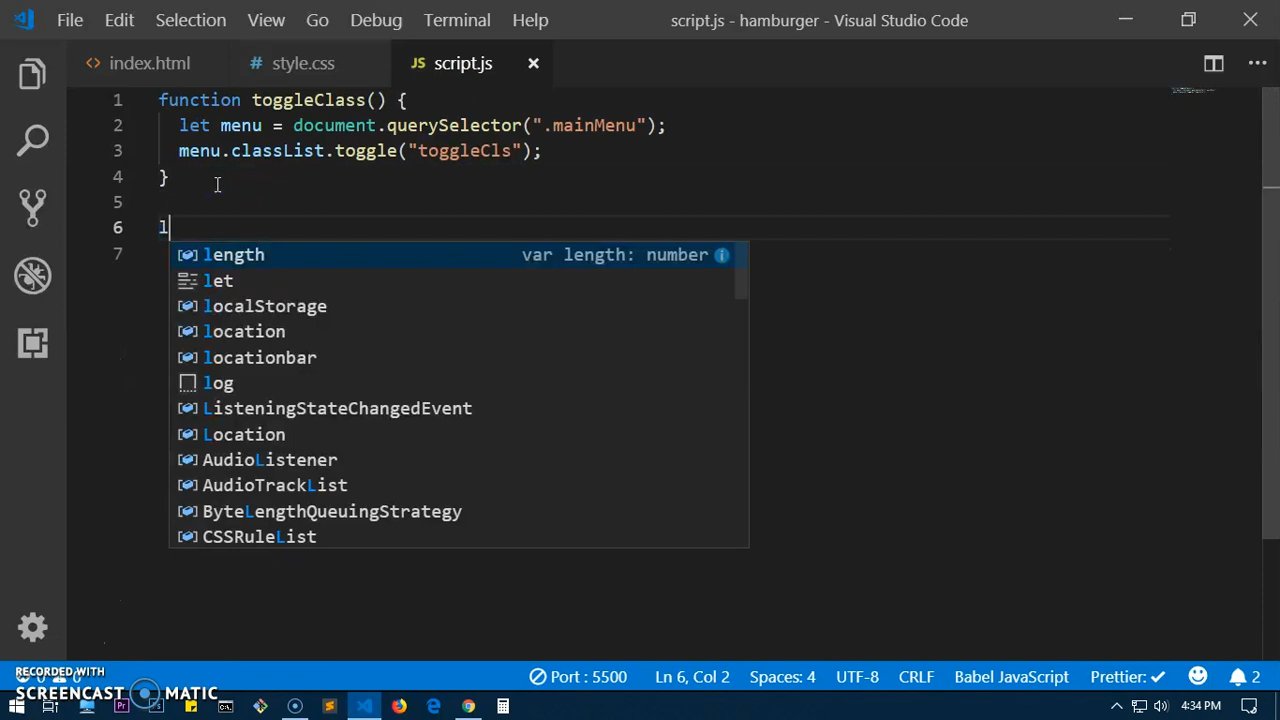 File Edit Selection View Go Debug Terminal Help script.js - hamburger - Visual Studio Code
index.html style.css JS script.js
1 function toggleClass() {
2 let menu = document.querySelector(".mainMenu");
3 menu.classList.toggle("toggleCls");
4 }
5
6 l
7
length var length: number
let
localStorage
location
locationbar
log
ListeningStateChangedEvent
Location
AudioListener
AudioTrackList
ByteLengthQueuingStrategy
CSSRuleList
RECORDED WITH
SCREENCAST MATIC
Port : 5500 Ln 6, Col 2 Spaces: 4 UTF-8 CRLF Babel JavaScript Prettier: 2
4:34 PM